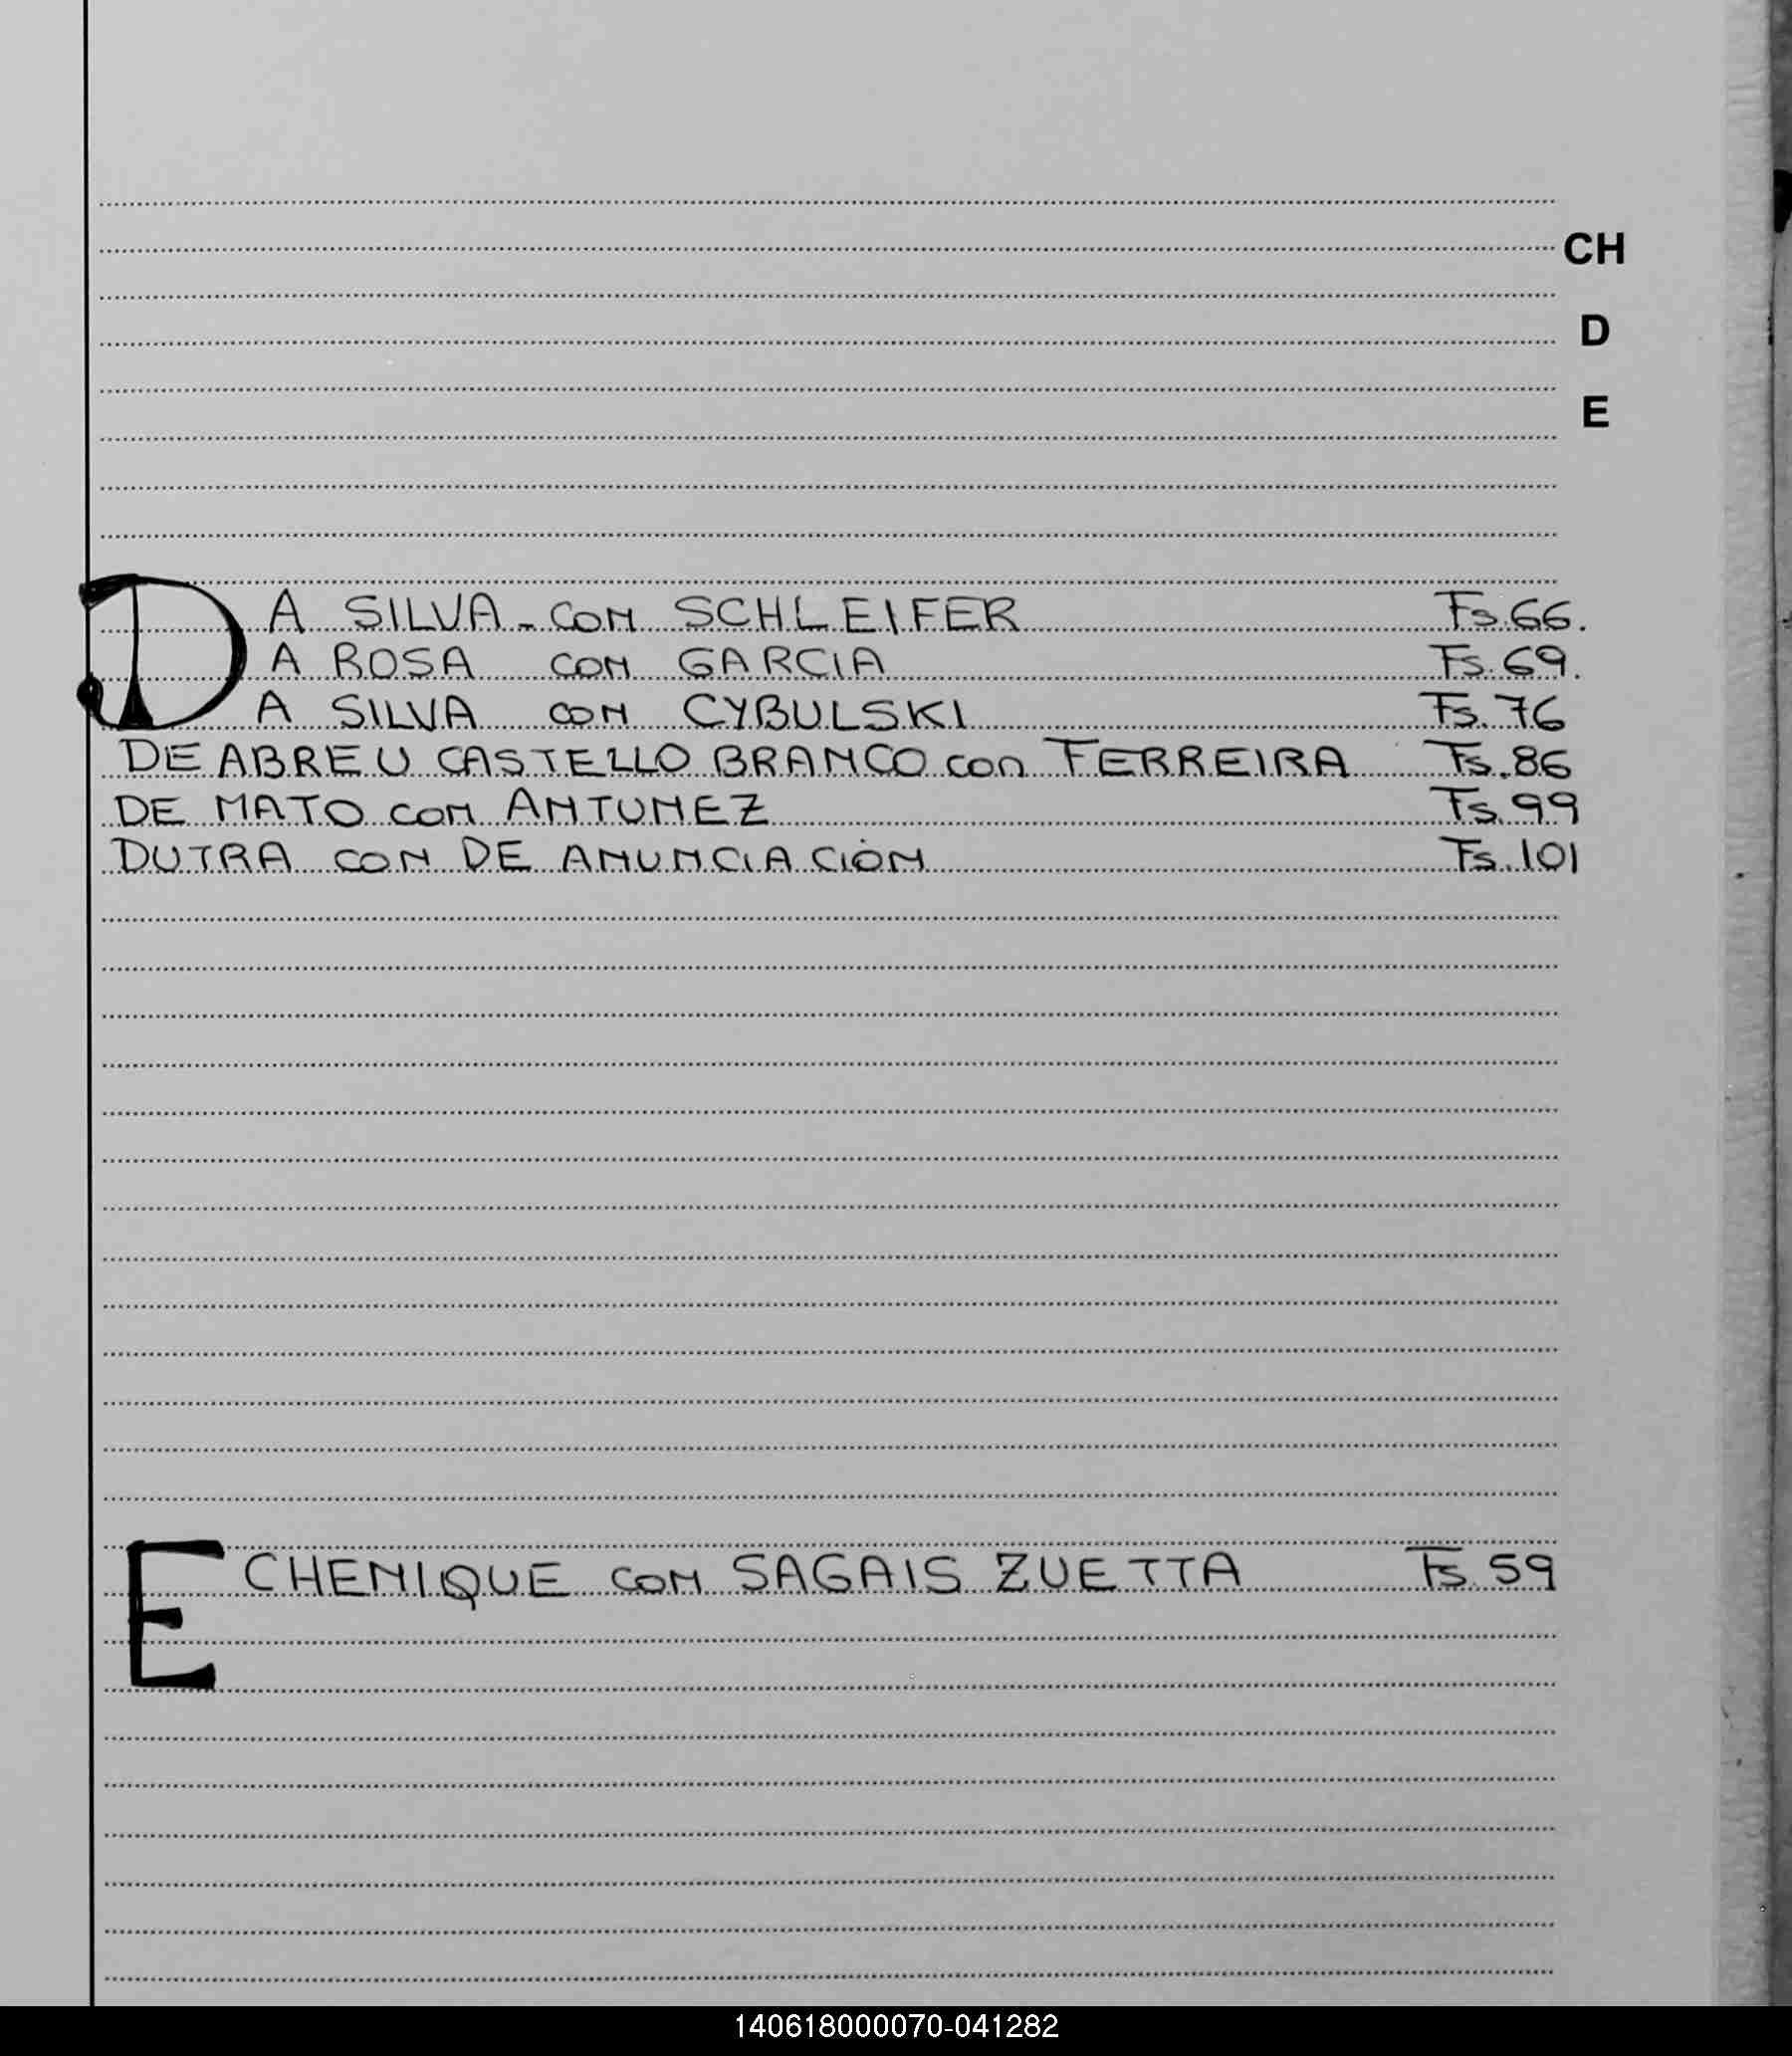 CH
D
E
DA SILVA - con SCHLEIFER Fs. 66.
DA ROSA con GARCIA Fs. 69.
DA SILVA con CYBULSKI Fs. 76
DE ABREU CASTELLO BRANCO con FERREIRA Fs. 86
DE MATO con ANTUNEZ Fs. 99
DUTRA CON DE ANUNCIACIÓN Fs. 101
ECHENIQUE con SAGAIS ZUETTA Fs. 59
140618000070-041282